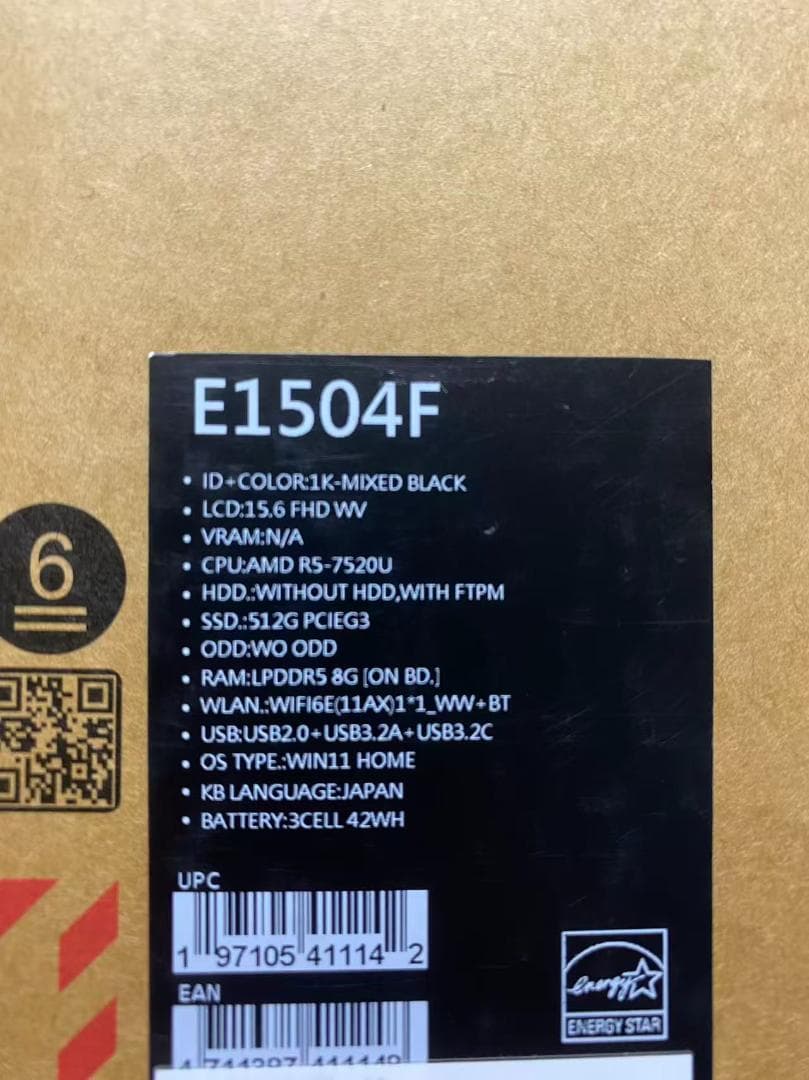 E1504F
• ID+COLOR:1K-MIXED BLACK
• LCD:15.6 FHD WV
• VRAM:N/A
• CPU:AMD R5-7520U
• HDD.:WITHOUT HDD,WITH FTPM
• SSD.:512G PCIEG3
• ODD:WO ODD
• RAM:LPDDR5 8G [ON BD.]
• WLAN.:WIFI6E(11AX)1*1_WW+BT
• USB:USB2.0+USB3.2A+USB3.2C
• OS TYPE.:WIN11 HOME
• KB LANGUAGE:JAPAN
• BATTERY:3CELL 42WH
6
UPC
1 97105 41114 2
EAN
energy
ENERGY STAR